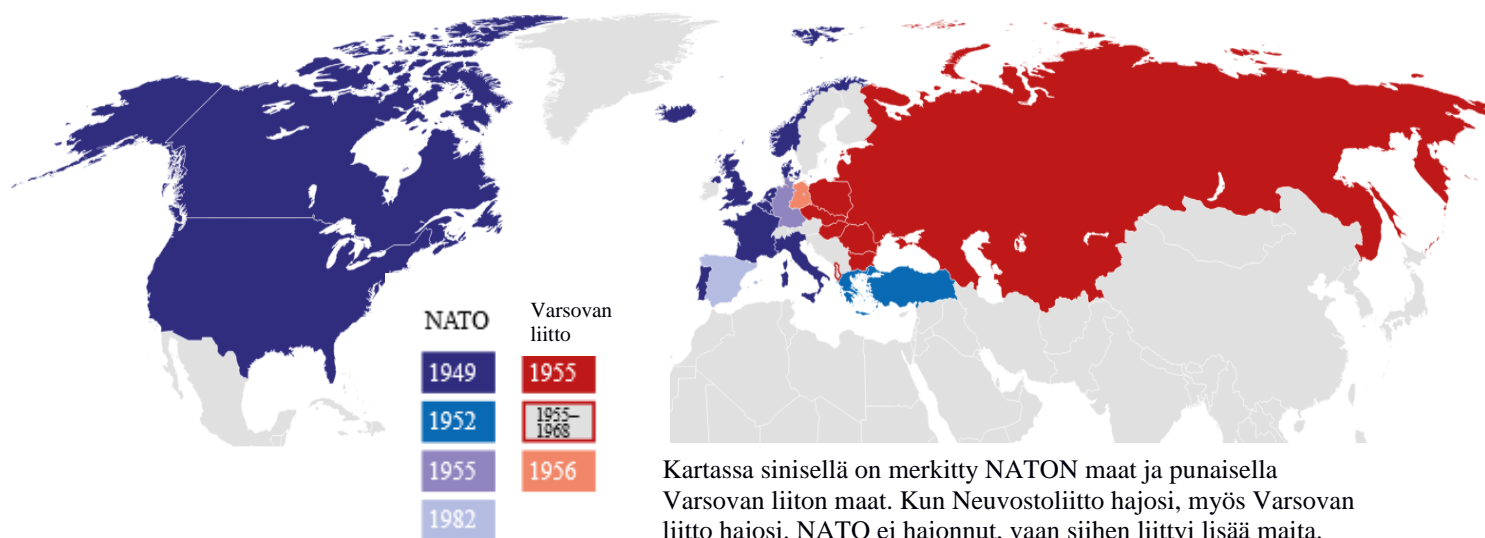 NATO
Varsovan
liitto
1949
1955
1952
1955–
1968
1955
1956
1982
Kartassa sinisellä on merkitty NATON maat ja punaisella
Varsovan liiton maat. Kun Neuvostoliitto hajosi, myös Varsovan
liitto hajosi. NATO ei hajonnut, vaan siihen liittyi lisää maita.